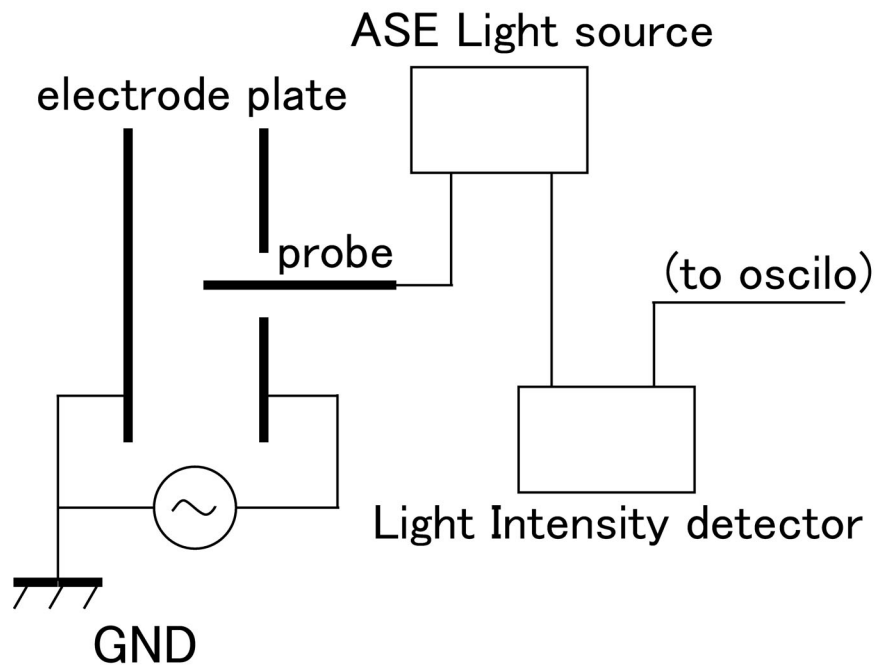 ASE Light source
electrode plate
probe
(to oscilo)
Light Intensity detector
GND